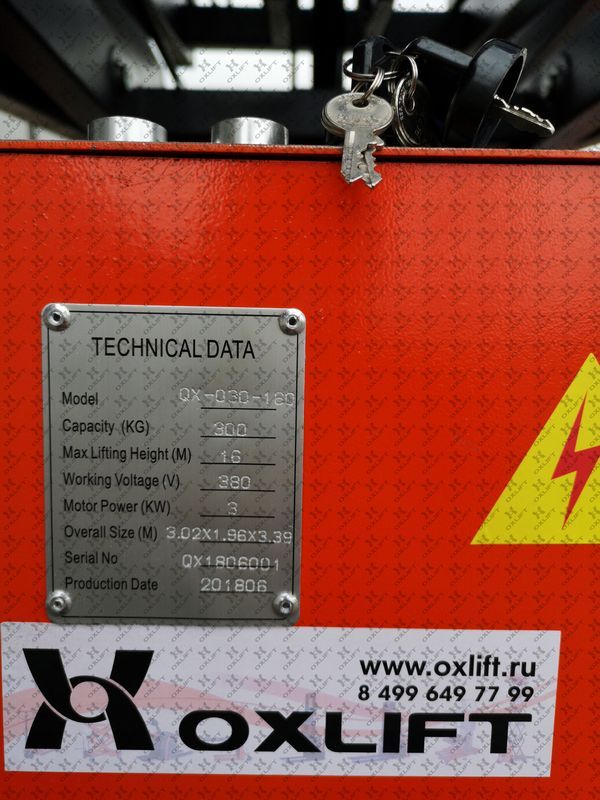 TECHNICAL DATA
Model QX-030-160
Capacity (KG) 300
Max Lifting Height (M) 16
Working Voltage (V) 380
Motor Power (KW) 3
Overall Size (M) 3.02X1.96X3.39
Serial No QX1806001
Production Date 201806
www.oxlift.ru
8 499 649 77 99
OXLIFT